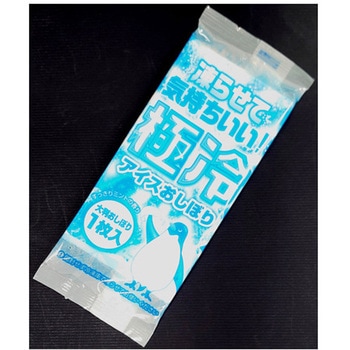 凍らせて
気持ちいい!
極冷
アイスおしぼり
大判おしぼり
1枚入